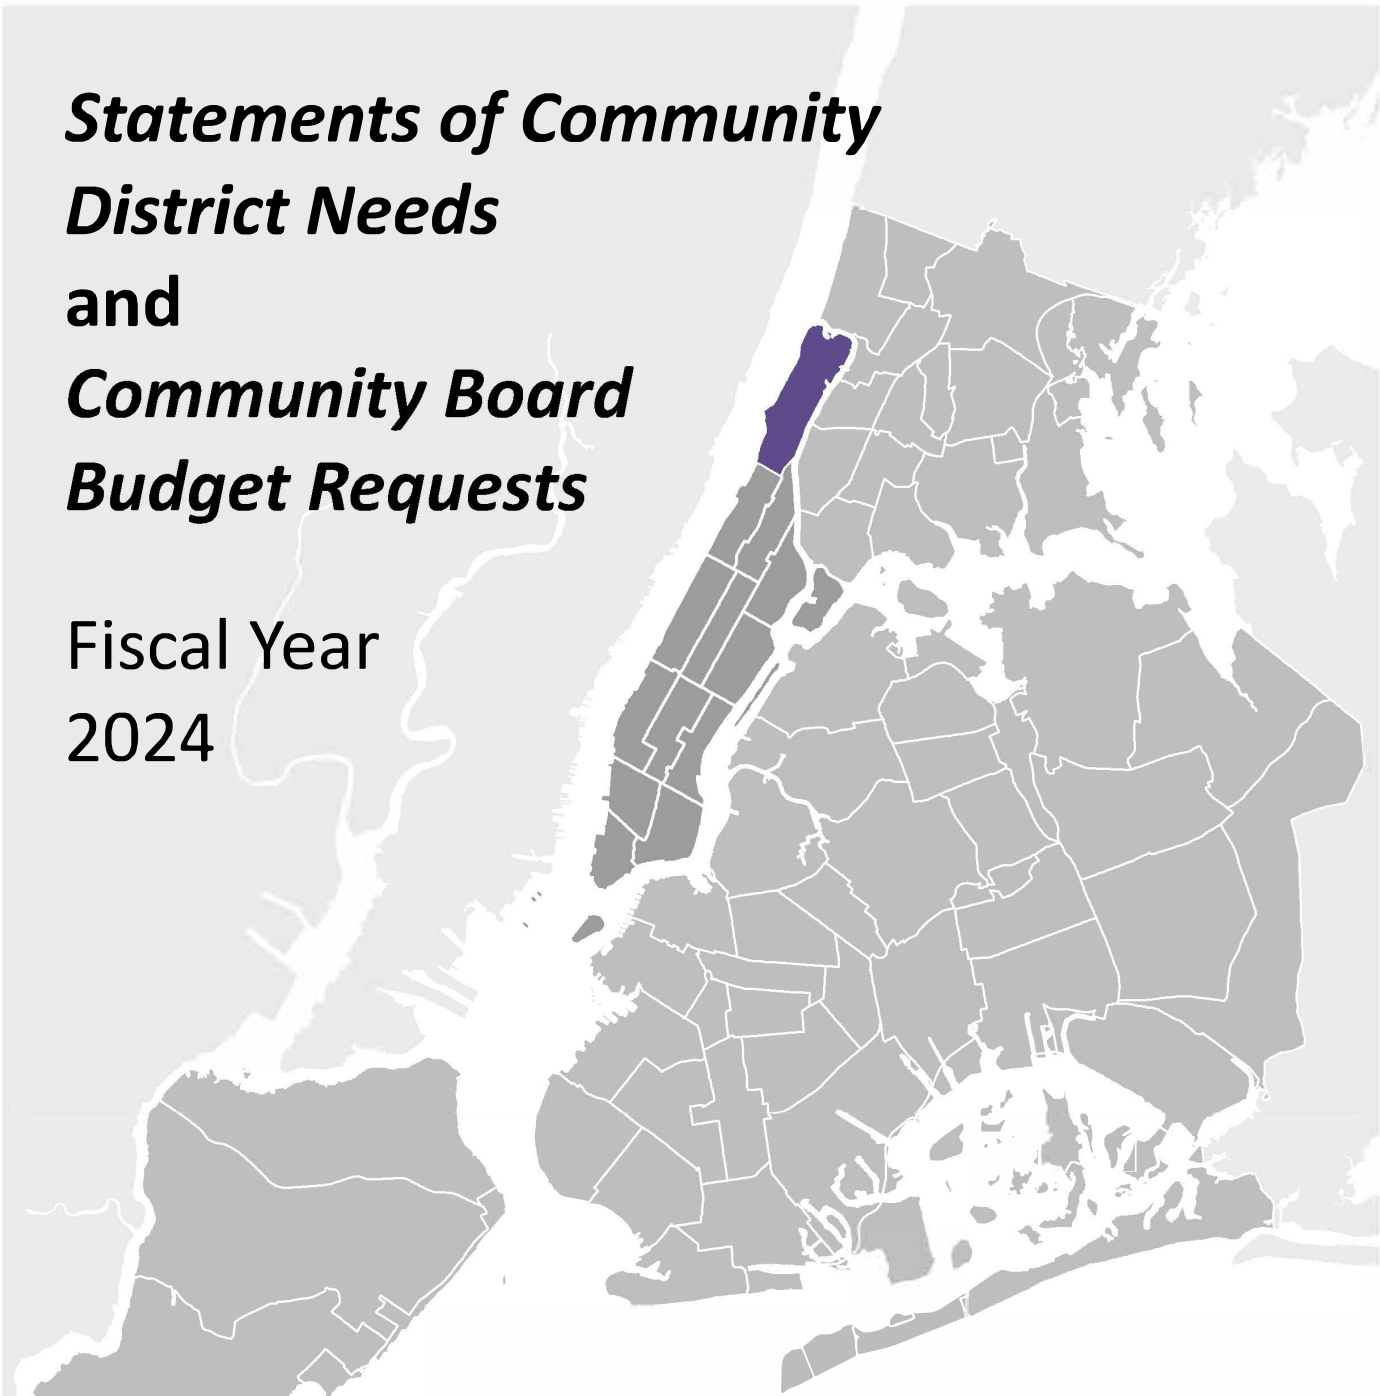 Statements of Community
District Needs
and
Community Board
Budget Requests
Fiscal Year
2024